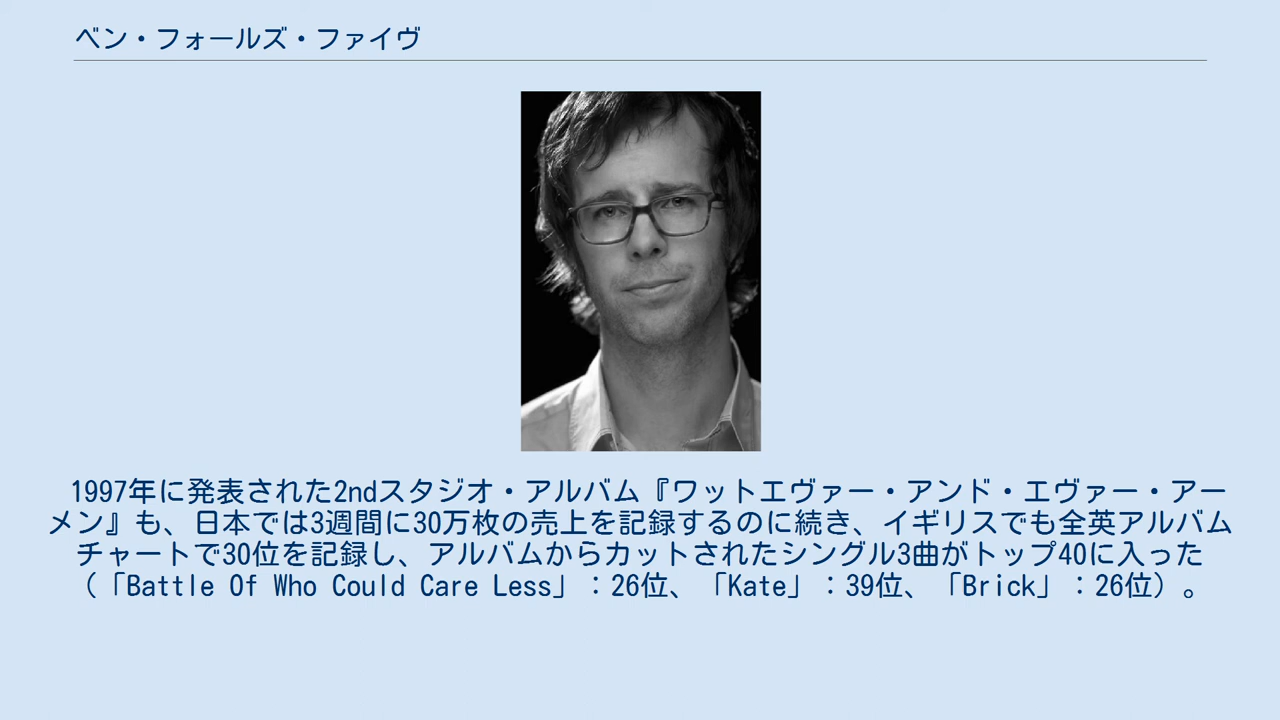 ベン・フォールズ・ファイヴ
1997年に発表された2ndスタジオ・アルバム『ワットエヴァー・アンド・エヴァー・アー
メン』も、日本では3週間に30万枚の売上を記録するのに続き、イギリスでも全英アルバム
チャートで30位を記録し、アルバムからカットされたシングル3曲がトップ40に入った
（「Battle Of Who Could Care Less」：26位、「Kate」：39位、「Brick」：26位）。